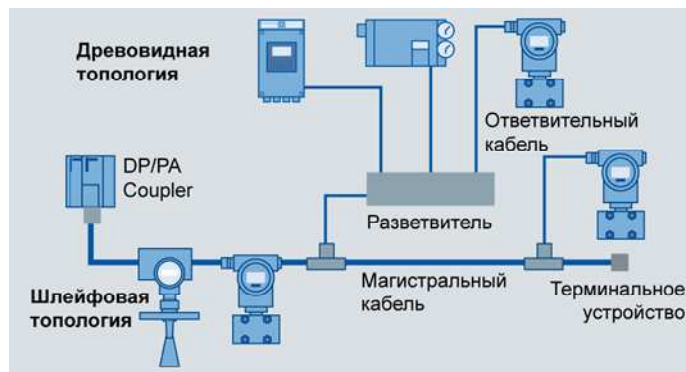 Древовидная
топология
Ответвительный
кабель
DP/PA
Coupler
Разветвитель
Магистральный
кабель
Терминальное
устройство
Шлейфовая
топология